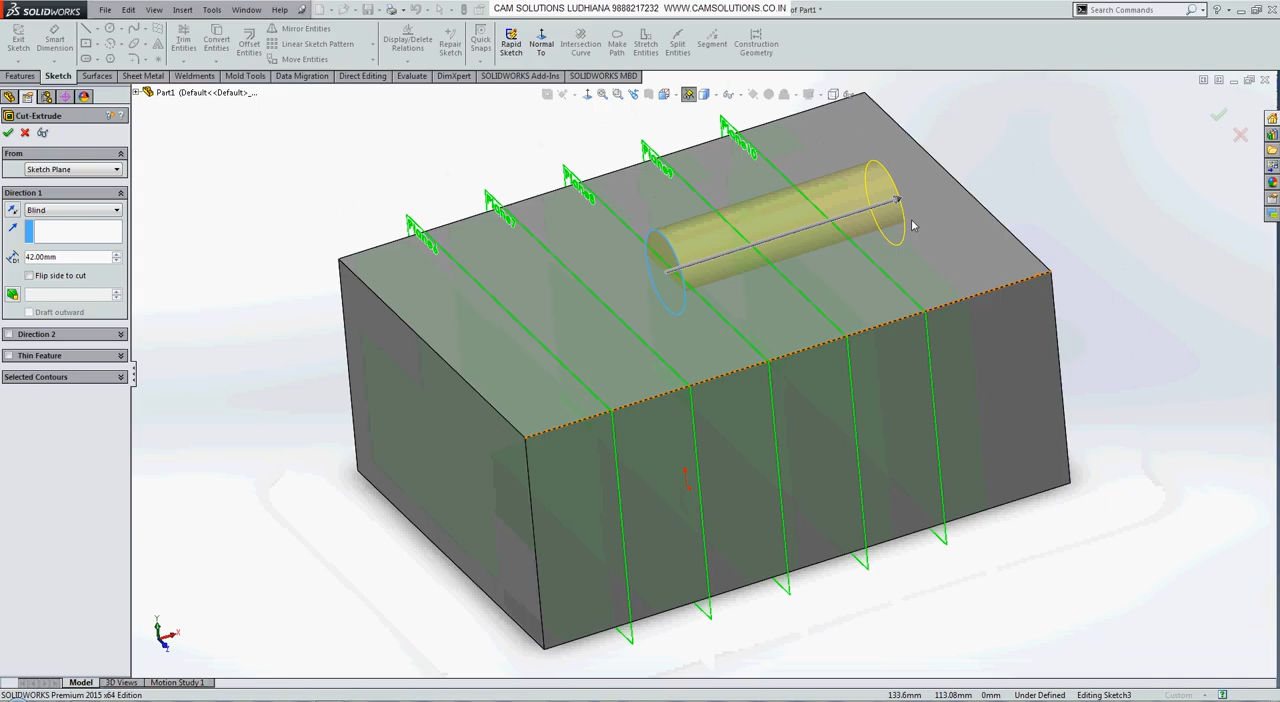 SOLIDWORKS File Edit View Insert Tools Window Help CAM SOLUTIONS LUDHIANA 9888217232 WWW.CAMSOLUTIONS.CO.IN of Part1 * Search Commands
Exit Sketch
Smart Dimension
Trim Entities
Convert Entities
Offset Entities
Mirror Entities
Linear Sketch Pattern
Move Entities
Display/Delete Relations
Repair Sketch
Quick Snaps
Rapid Sketch
Normal To
Intersection Curve
Make Path
Stretch Entities
Split Entities
Segment
Construction Geometry
Features Sketch Surfaces Sheet Metal Weldments Mold Tools Data Migration Direct Editing Evaluate DimXpert SOLIDWORKS Add-Ins SOLIDWORKS MBD
Part1 (Default<<Default>_...
Cut-Extrude
From
Sketch Plane
Direction 1
Blind
42.00mm
Flip side to cut
Draft outward
Direction 2
Thin Feature
Selected Contours
Y
X
Z
Model 3D Views Motion Study 1
SOLIDWORKS Premium 2015 x64 Edition 133.6mm 113.08mm 0mm Under Defined Editing Sketch3 Custom